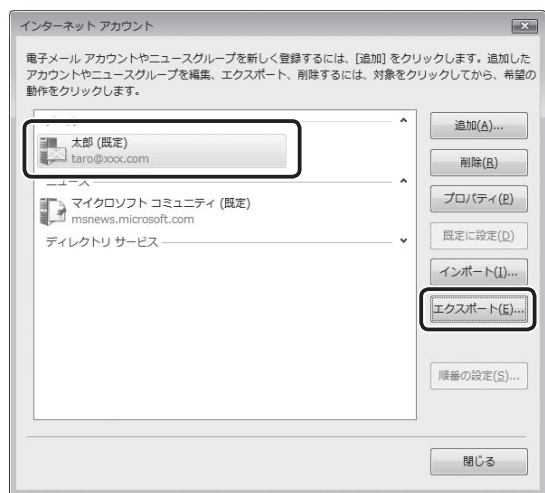 インターネット アカウント
電子メール アカウントやニュースグループを新しく登録するには、[追加] をクリックします。追加した
アカウントやニュースグループを編集、エクスポート、削除するには、対象をクリックしてから、希望の
動作をクリックします。
太郎 (既定)
taro@xxx.com
ニュース
マイクロソフト コミュニティ (既定)
msnews.microsoft.com
ディレクトリ サービス
追加(A)...
削除(R)
プロパティ(P)
既定に設定(D)
インポート(I)...
エクスポート(E)...
順番の設定(S)...
閉じる